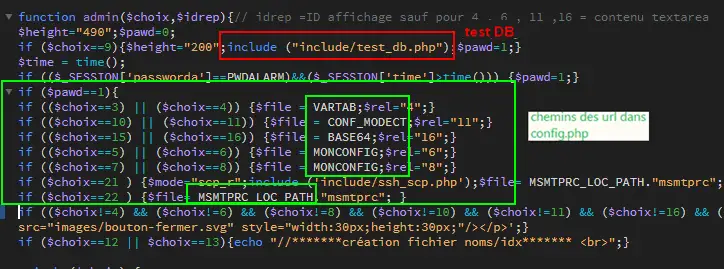 function admin($choix,$idrep){// idrep =ID affichage sauf pour 4 . 6 , 11 ,16 = contenu textarea
$height="490";$pawd=0;
test DB
if ($choix==9){$height="200";include ("include/test_db.php");$pawd=1;}
$time = time();
if (($_SESSION['passworda']==PWDALARM)&&($_SESSION['time']>time())) {$pawd=1;}
if ($pawd==1){
if (($choix==3) || ($choix==4)) {$file = VARTAB;$rel="4";}
chemins des url dans
config.php
if (($choix==10) || ($choix==11)) {$file = CONF_MODECT;$rel="11";}
if (($choix==15) || ($choix==16)) {$file = BASE64;$rel="16";}
if (($choix==5) || ($choix==6)) {$file = MONCONFIG;$rel="6";}
if (($choix==7) || ($choix==8)) {$file = MONCONFIG;$rel="8";}
if ($choix==21 ) {$mode="scp_r";include ('include/ssh_scp.php');$file= MSMTPRC_LOC_PATH."msmtprc";
if ($choix==22 ) {$file= MSMTPRC_LOC_PATH."msmtprc"; }
if (($choix!=4) && ($choix!=6) && ($choix!=8) && ($choix!=10) && ($choix!=11) && ($choix!=16) && (
src="images/bouton-fermer.svg" style="width:30px;height:30px;"/></p>';}
if ($choix==12 || $choix==13){echo "//*******création fichier noms/idx******* <br>";}